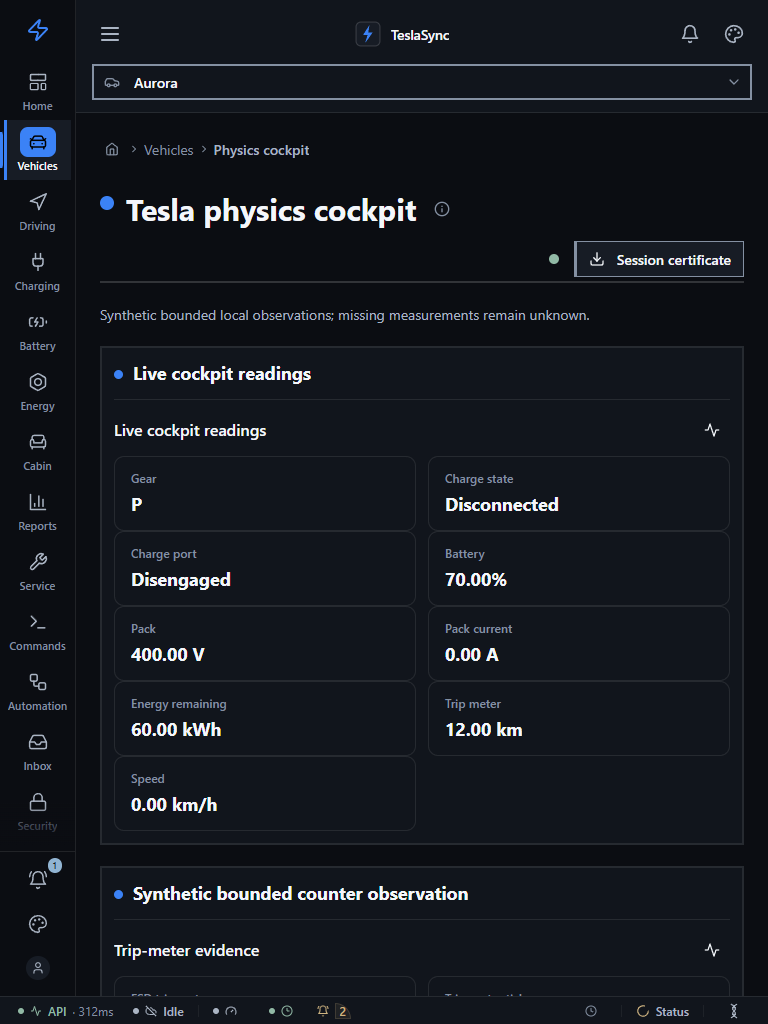 TeslaSync
Aurora
Home
Vehicles
Driving
Charging
Battery
Energy
Cabin
Reports
Service
Commands
Automation
Inbox
Security
1
Vehicles
Physics cockpit
Tesla physics cockpit
Session certificate
Synthetic bounded local observations; missing measurements remain unknown.
Live cockpit readings
Live cockpit readings
Gear
P
Charge state
Disconnected
Charge port
Disengaged
Battery
70.00%
Pack
400.00 V
Pack current
0.00 A
Energy remaining
60.00 kWh
Trip meter
12.00 km
Speed
0.00 km/h
Synthetic bounded counter observation
Trip-meter evidence
API · 312ms
Idle
2
Status